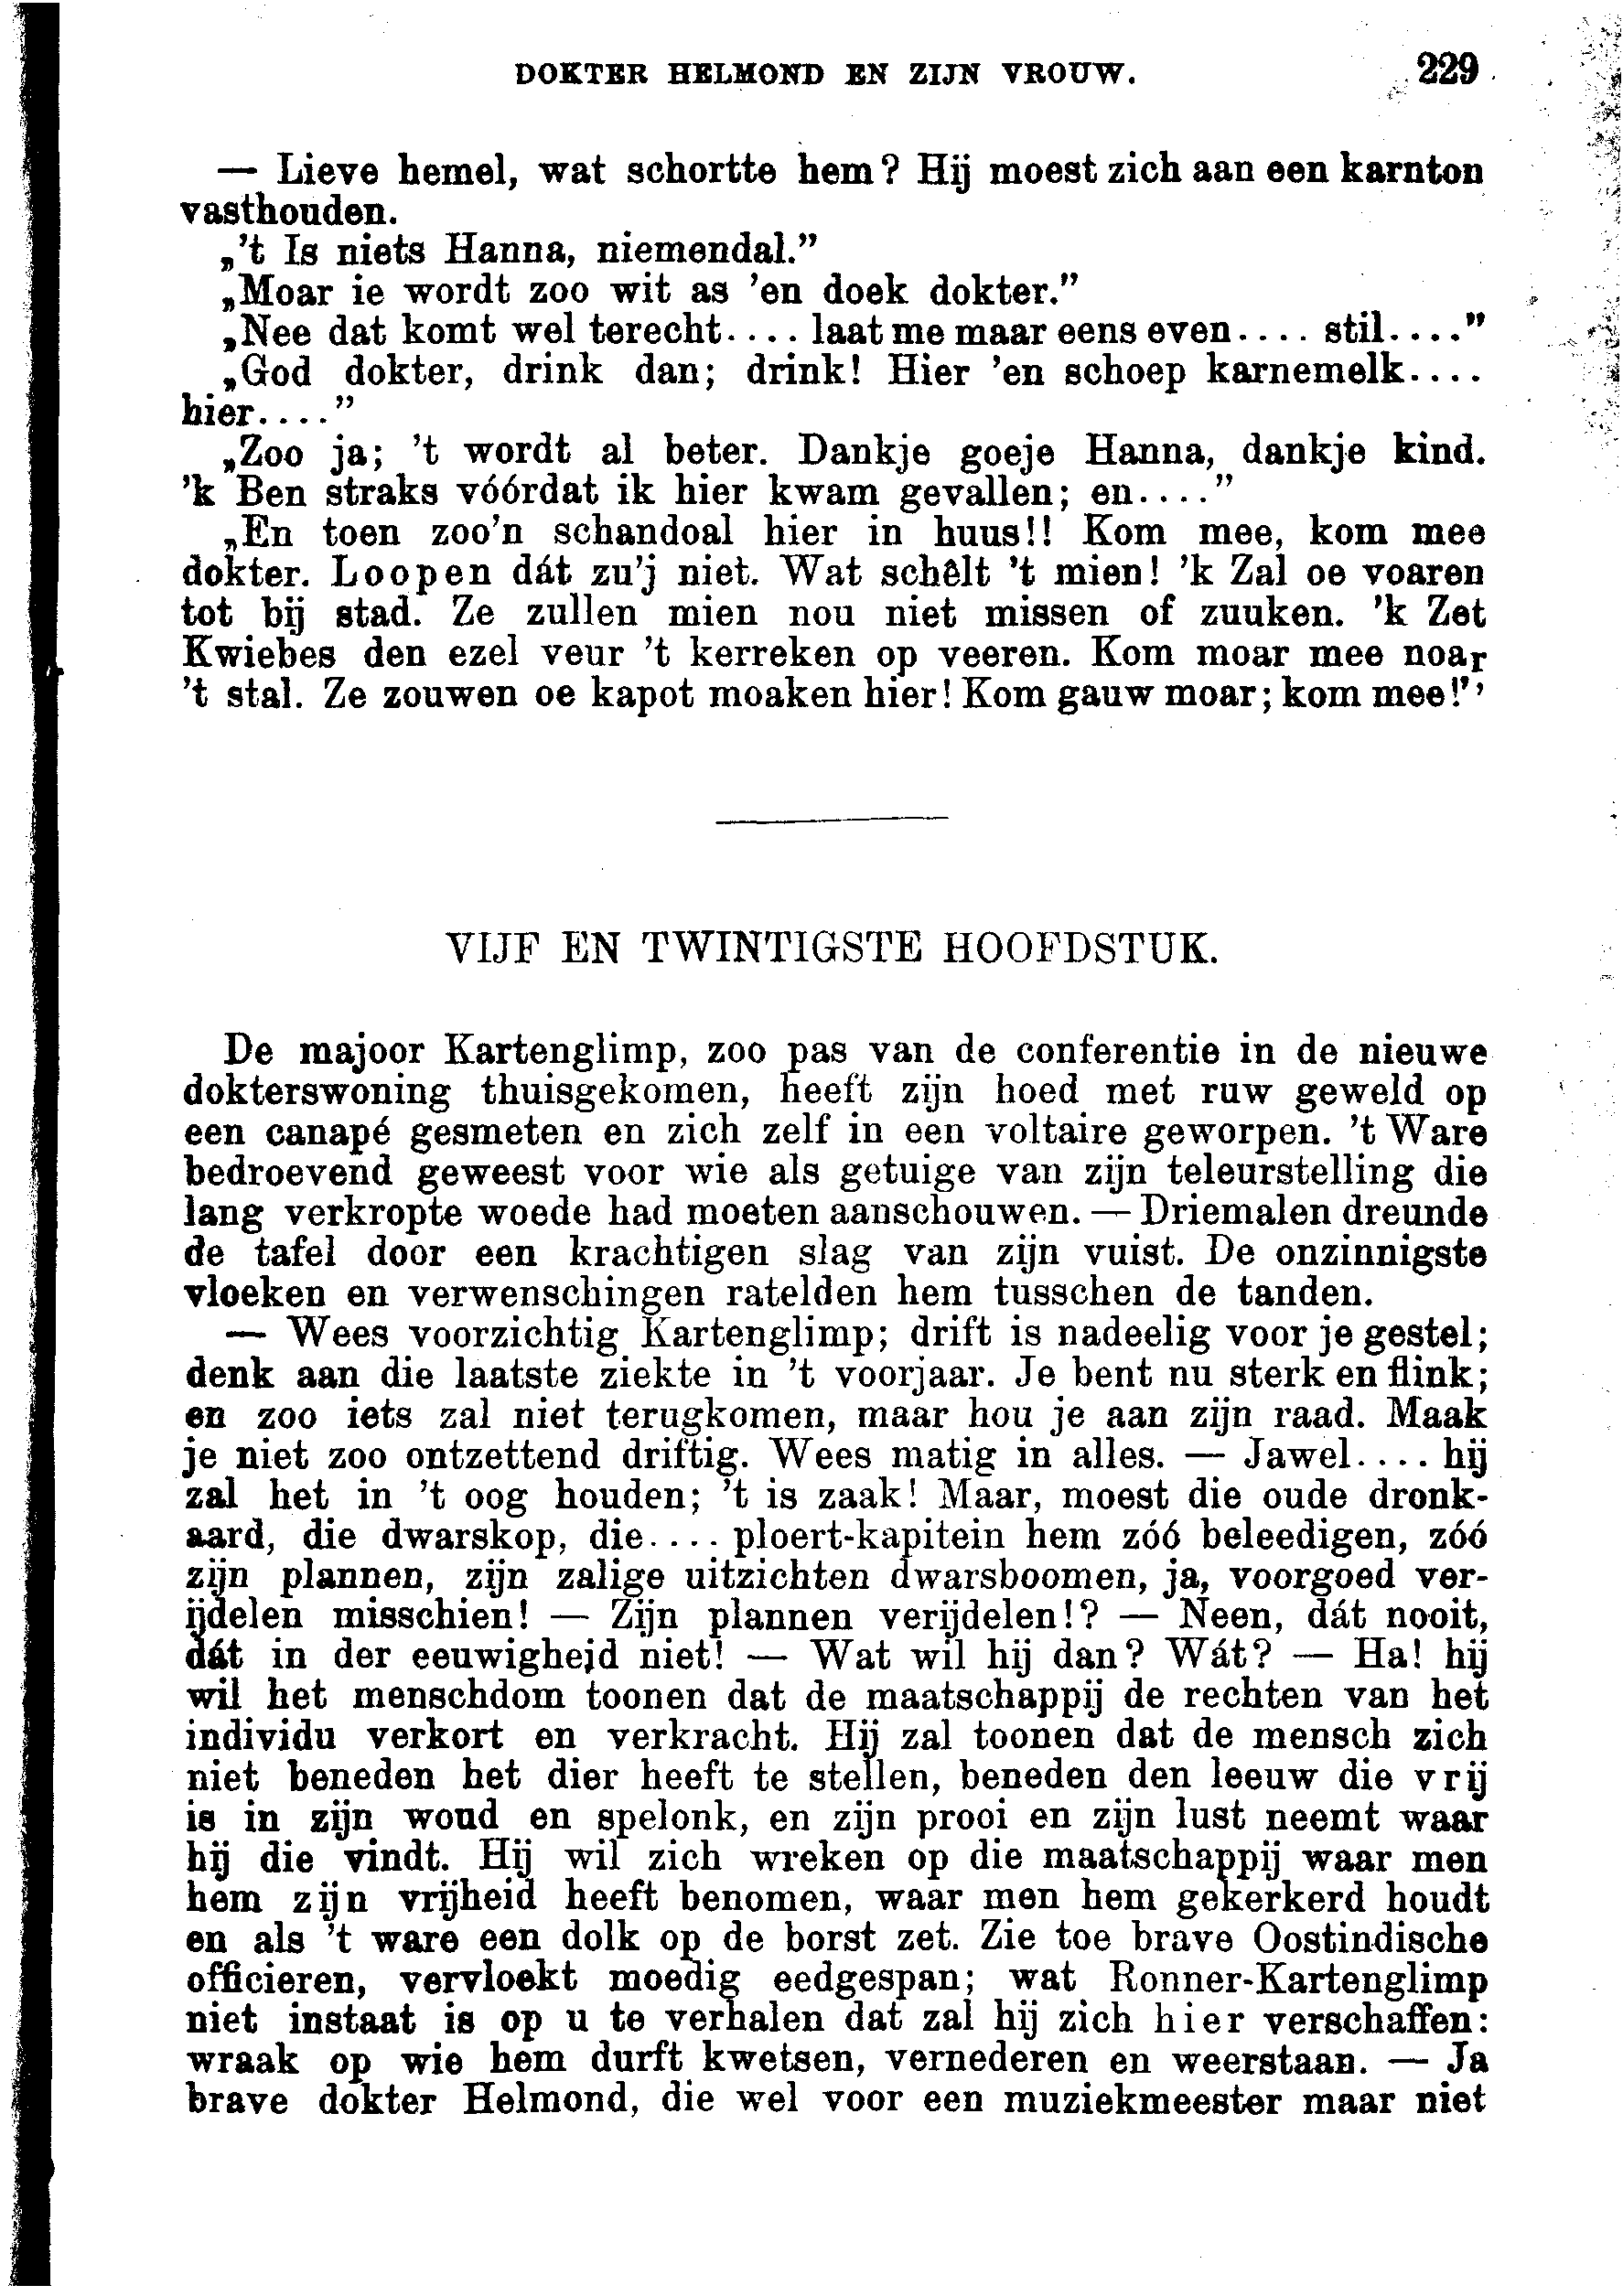 DOKTER HELMOND EN ZIJN VROUW. 229
— Lieve hemel, wat schortte hem? Hij moest zich aan een karnton
vasthouden.
„'t Is niets Hanna, niemendal.”
„Moar ie wordt zoo wit as 'en doek dokter.”
„Nee dat komt wel terecht.... laat me maar eens even.... stil....”
„God dokter, drink dan; drink! Hier 'en schoep karnemelk....
hier....”
„Zoo ja; 't wordt al beter. Dankje goeje Hanna, dankje kind.
'k Ben straks vóórdat ik hier kwam gevallen; en....”
„En toen zoo'n schandoal hier in huus!! Kom mee, kom mee
dokter. Loopen dát zu'j niet. Wat schêlt 't mien! 'k Zal oe voaren
tot bij stad. Ze zullen mien nou niet missen of zuuken. 'k Zet
Kwiebes den ezel veur 't kerreken op veeren. Kom moar mee noar
't stal. Ze zouwen oe kapot moaken hier! Kom gauw moar; kom mee!”
VIJF EN TWINTIGSTE HOOFDSTUK.
De majoor Kartenglimp, zoo pas van de conferentie in de nieuwe
dokterswoning thuisgekomen, heeft zijn hoed met ruw geweld op
een canapé gesmeten en zich zelf in een voltaire geworpen. 't Ware
bedroevend geweest voor wie als getuige van zijn teleurstelling die
lang verkropte woede had moeten aanschouwen. — Driemalen dreunde
de tafel door een krachtigen slag van zijn vuist. De onzinnigste
vloeken en verwenschingen ratelden hem tusschen de tanden.
— Wees voorzichtig Kartenglimp; drift is nadeelig voor je gestel;
denk aan die laatste ziekte in 't voorjaar. Je bent nu sterk en flink;
en zoo iets zal niet terugkomen, maar hou je aan zijn raad. Maak
je niet zoo ontzettend driftig. Wees matig in alles. — Jawel.... hij
zal het in 't oog houden; 't is zaak! Maar, moest die oude dronk-
aard, die dwarskop, die.... ploert-kapitein hem zóó beleedigen, zóó
zijn plannen, zijn zalige uitzichten dwarsboomen, ja, voorgoed ver-
ijdelen misschien! — Zijn plannen verijdelen!? — Neen, dát nooit,
dát in der eeuwigheid niet! — Wat wil hij dan? Wát? — Ha! hij
wil het menschdom toonen dat de maatschappij de rechten van het
individu verkort en verkracht. Hij zal toonen dat de mensch zich
niet beneden het dier heeft te stellen, beneden den leeuw die vrij
is in zijn woud en spelonk, en zijn prooi en zijn lust neemt waar
hij die vindt. Hij wil zich wreken op die maatschappij waar men
hem zijn vrijheid heeft benomen, waar men hem gekerkerd houdt
en als 't ware een dolk op de borst zet. Zie toe brave Oostindische
officieren, vervloekt moedig eedgespan; wat Ronner-Kartenglimp
niet instaat is op u te verhalen dat zal hij zich hier verschaffen:
wraak op wie hem durft kwetsen, vernederen en weerstaan. — Ja
brave dokter Helmond, die wel voor een muziekmeester maar niet